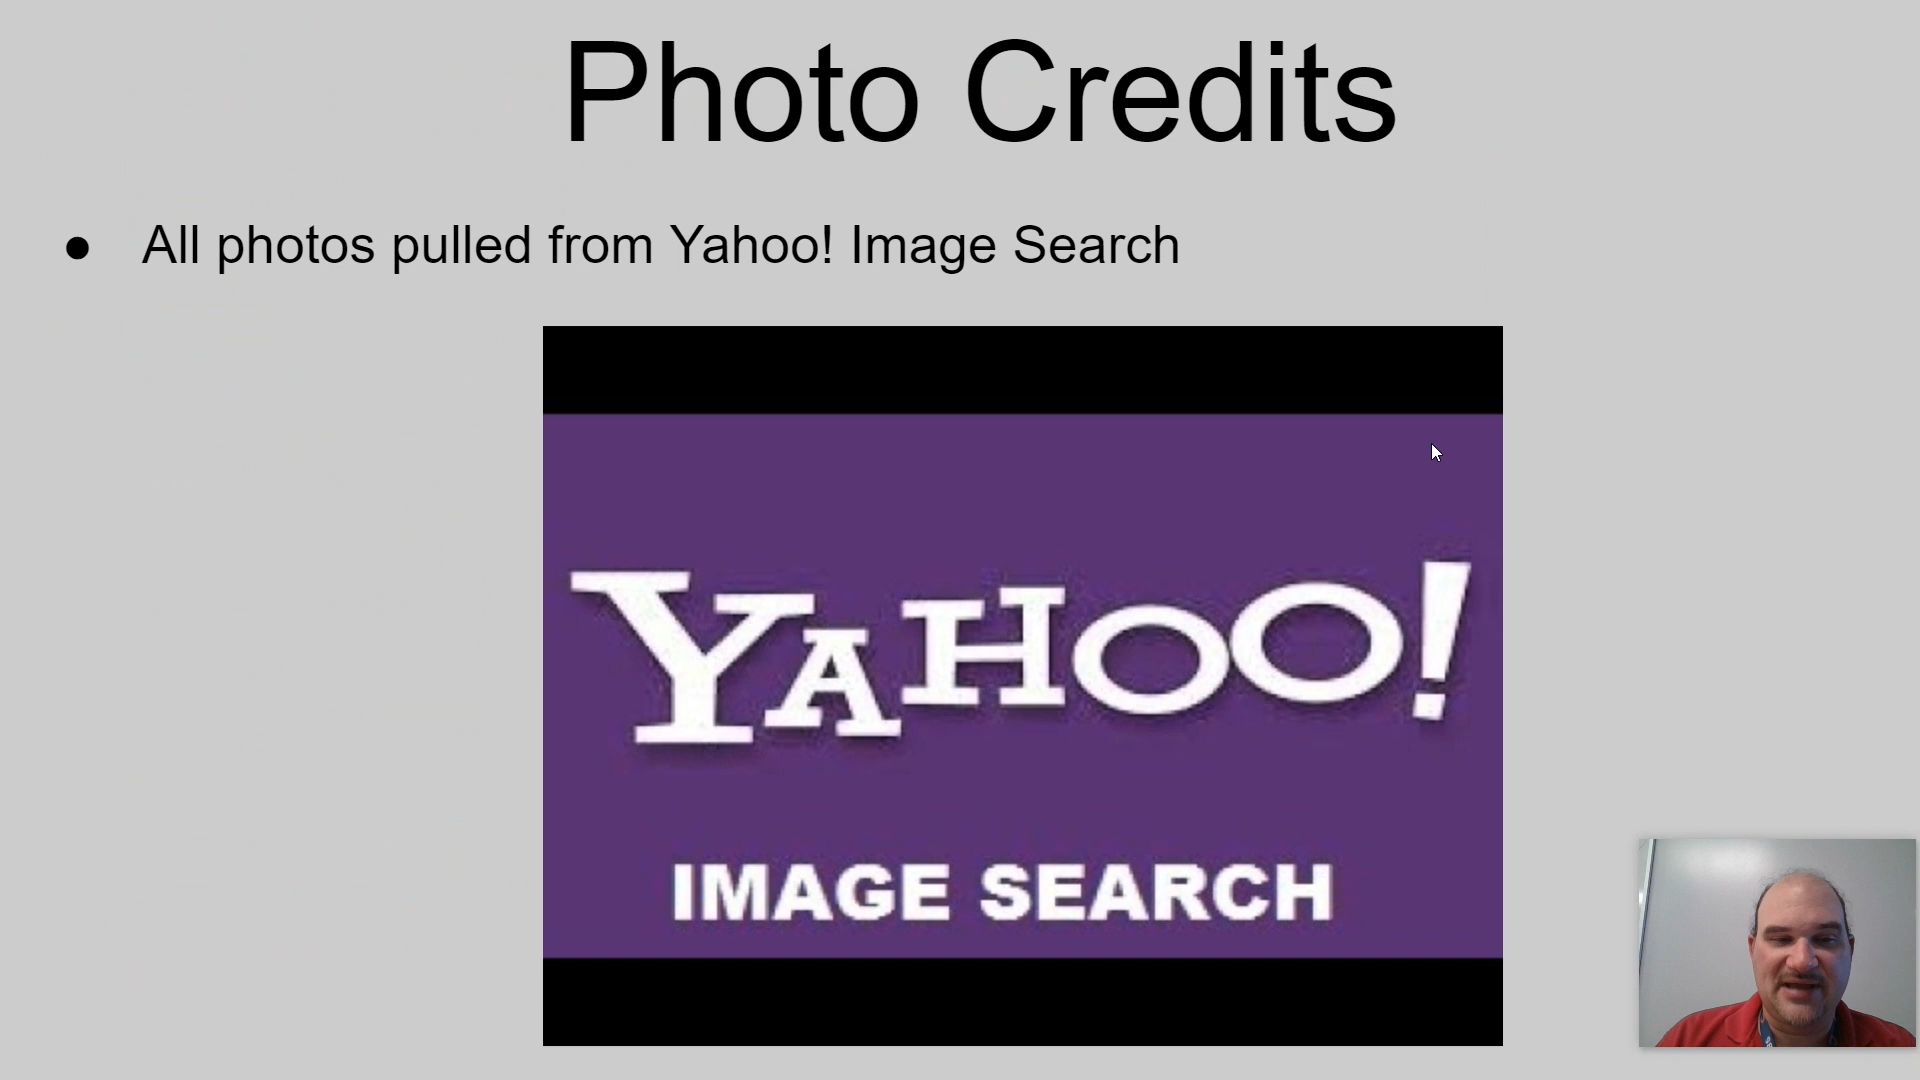 Photo Credits
● All photos pulled from Yahoo! Image Search
YAHOO!
IMAGE SEARCH